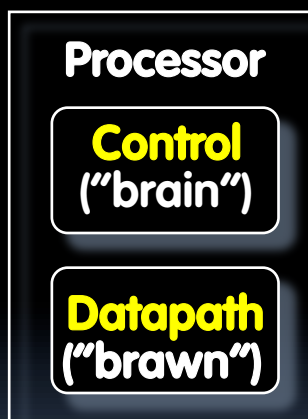 Processor
Control
("brain")
Datapath
("brawn")